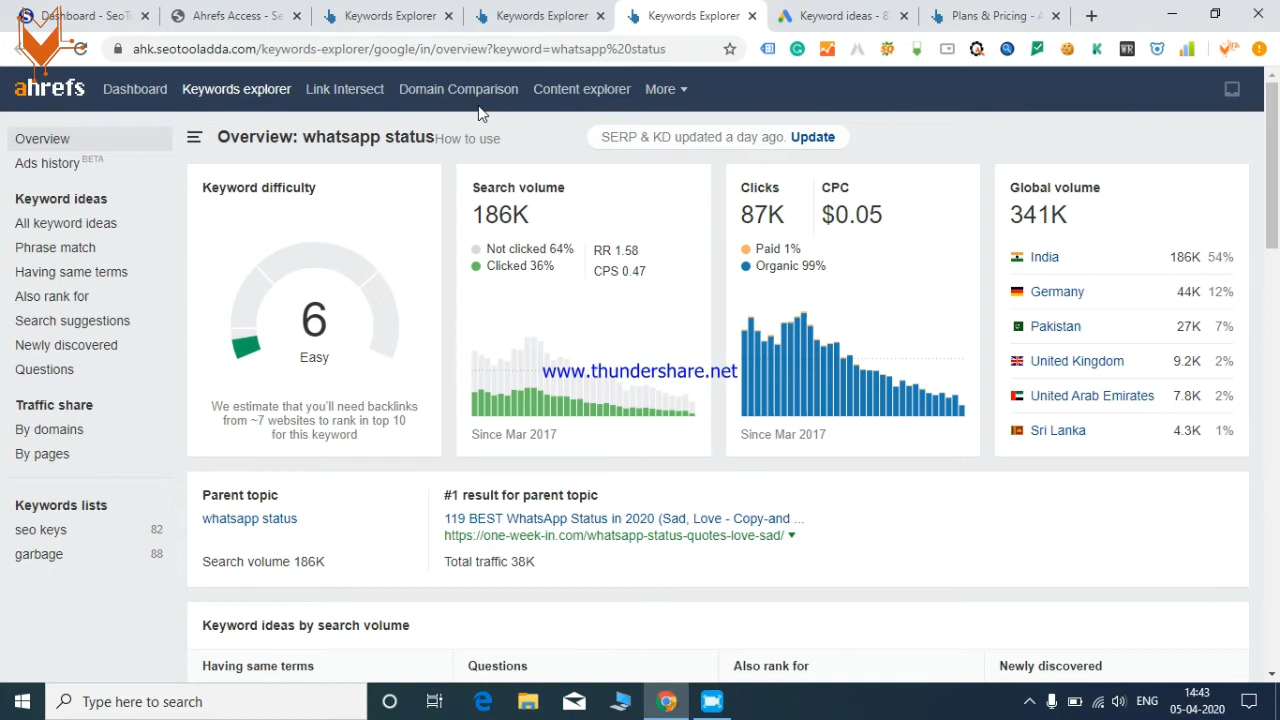 Dashboard - SeoTo
Ahrefs Access - Se
Keywords Explorer
Keywords Explorer
Keywords Explorer
Keyword ideas - 87
Plans & Pricing - A
ahk.seotooladda.com/keywords-explorer/google/in/overview?keyword=whatsapp%20status
ahrefs
Dashboard
Keywords explorer
Link Intersect
Domain Comparison
Content explorer
More
Overview
Ads history BETA
Keyword ideas
All keyword ideas
Phrase match
Having same terms
Also rank for
Search suggestions
Newly discovered
Questions
Traffic share
By domains
By pages
Keywords lists
seo keys 82
garbage 88
Overview: whatsapp status How to use
SERP & KD updated a day ago. Update
Keyword difficulty
6
Easy
We estimate that you'll need backlinks
from ~7 websites to rank in top 10
for this keyword
Search volume
186K
Not clicked 64%
Clicked 36%
RR 1.58
CPS 0.47
Since Mar 2017
Clicks
87K
CPC
$0.05
Paid 1%
Organic 99%
Since Mar 2017
www.thundershare.net
Global volume
341K
India 186K 54%
Germany 44K 12%
Pakistan 27K 7%
United Kingdom 9.2K 2%
United Arab Emirates 7.8K 2%
Sri Lanka 4.3K 1%
Parent topic
whatsapp status
Search volume 186K
#1 result for parent topic
119 BEST WhatsApp Status in 2020 (Sad, Love - Copy-and ...
https://one-week-in.com/whatsapp-status-quotes-love-sad/
Total traffic 38K
Keyword ideas by search volume
Having same terms
Questions
Also rank for
Newly discovered
Type here to search
ENG
14:43
05-04-2020